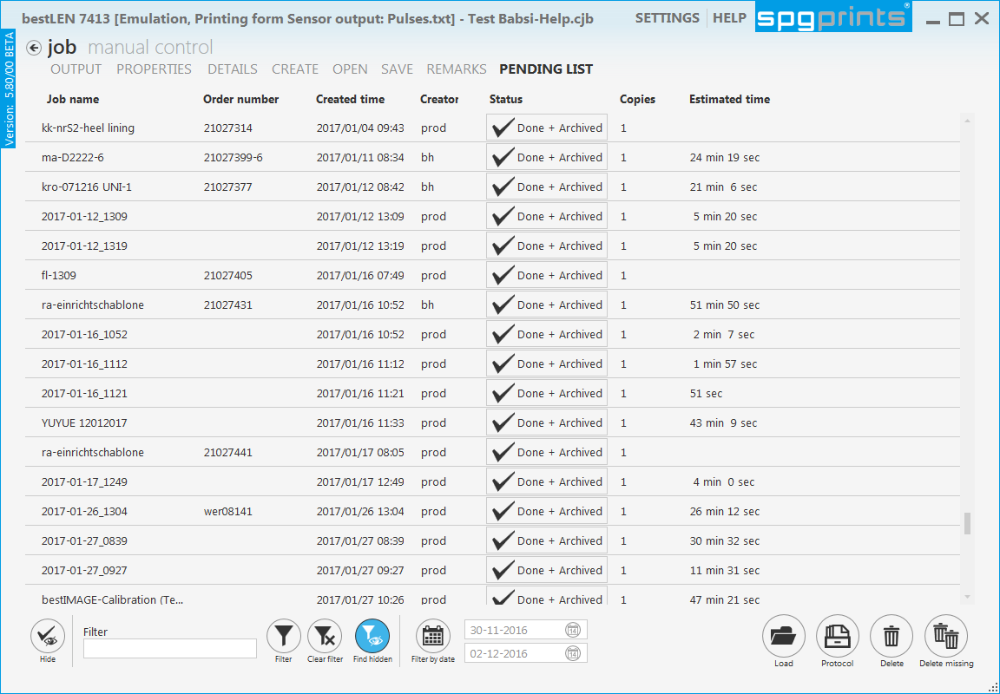 bestLEN 7413 [Emulation, Printing form Sensor output: Pulses.txt] - Test Babsi-Help.cjb SETTINGS HELP spgprints®
Version: 5.80/00 BETA
job manual control
OUTPUT PROPERTIES DETAILS CREATE OPEN SAVE REMARKS PENDING LIST
Job name Order number Created time Creator Status Copies Estimated time
kk-nrS2-heel lining 21027314 2017/01/04 09:43 prod Done + Archived 1
ma-D2222-6 21027399-6 2017/01/11 08:34 bh Done + Archived 1 24 min 19 sec
kro-071216 UNI-1 21027377 2017/01/12 08:42 bh Done + Archived 1 21 min 6 sec
2017-01-12_1309 2017/01/12 13:09 prod Done + Archived 1 5 min 20 sec
2017-01-12_1319 2017/01/12 13:19 prod Done + Archived 1 5 min 20 sec
fl-1309 21027405 2017/01/16 07:49 prod Done + Archived 1
ra-einrichtschablone 21027431 2017/01/16 10:52 bh Done + Archived 1 51 min 50 sec
2017-01-16_1052 2017/01/16 10:52 prod Done + Archived 1 2 min 7 sec
2017-01-16_1112 2017/01/16 11:12 prod Done + Archived 1 1 min 57 sec
2017-01-16_1121 2017/01/16 11:21 prod Done + Archived 1 51 sec
YUYUE 12012017 2017/01/16 11:33 prod Done + Archived 1 43 min 9 sec
ra-einrichtschablone 21027441 2017/01/17 08:05 prod Done + Archived 1
2017-01-17_1249 2017/01/17 12:49 prod Done + Archived 1 4 min 0 sec
2017-01-26_1304 wer08141 2017/01/26 13:04 prod Done + Archived 1 26 min 12 sec
2017-01-27_0839 2017/01/27 08:39 prod Done + Archived 1 30 min 32 sec
2017-01-27_0927 2017/01/27 09:27 prod Done + Archived 1 11 min 31 sec
bestIMAGE-Calibration (Te... 2017/01/27 10:26 prod Done + Archived 1 47 min 21 sec
Filter
30-11-2016 14
02-12-2016 14
Hide Filter Clear filter Find hidden Filter by date Load Protocol Delete Delete missing